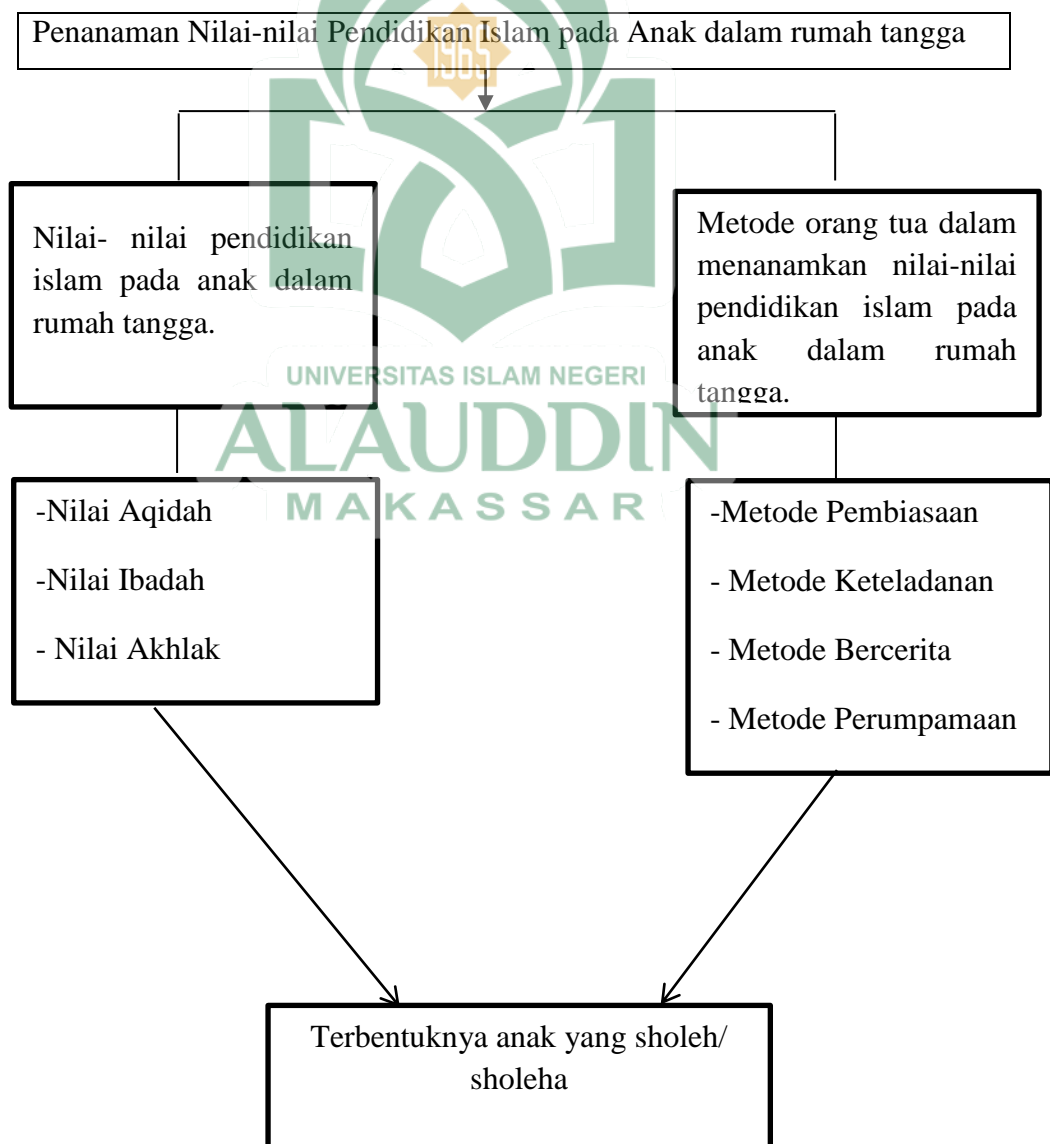 Penanaman Nilai-nilai Pendidikan Islam pada Anak dalam rumah tangga
1965
Nilai- nilai pendidikan
islam pada anak dalam
rumah tangga.
Metode orang tua dalam
menanamkan nilai-nilai
pendidikan islam pada
anak dalam rumah
tangga.
UNIVERSITAS ISLAM NEGERI
ALAUDDIN
MAKASSAR
-Nilai Aqidah
-Nilai Ibadah
- Nilai Akhlak
-Metode Pembiasaan
- Metode Keteladanan
- Metode Bercerita
- Metode Perumpamaan
Terbentuknya anak yang sholeh/
sholeha